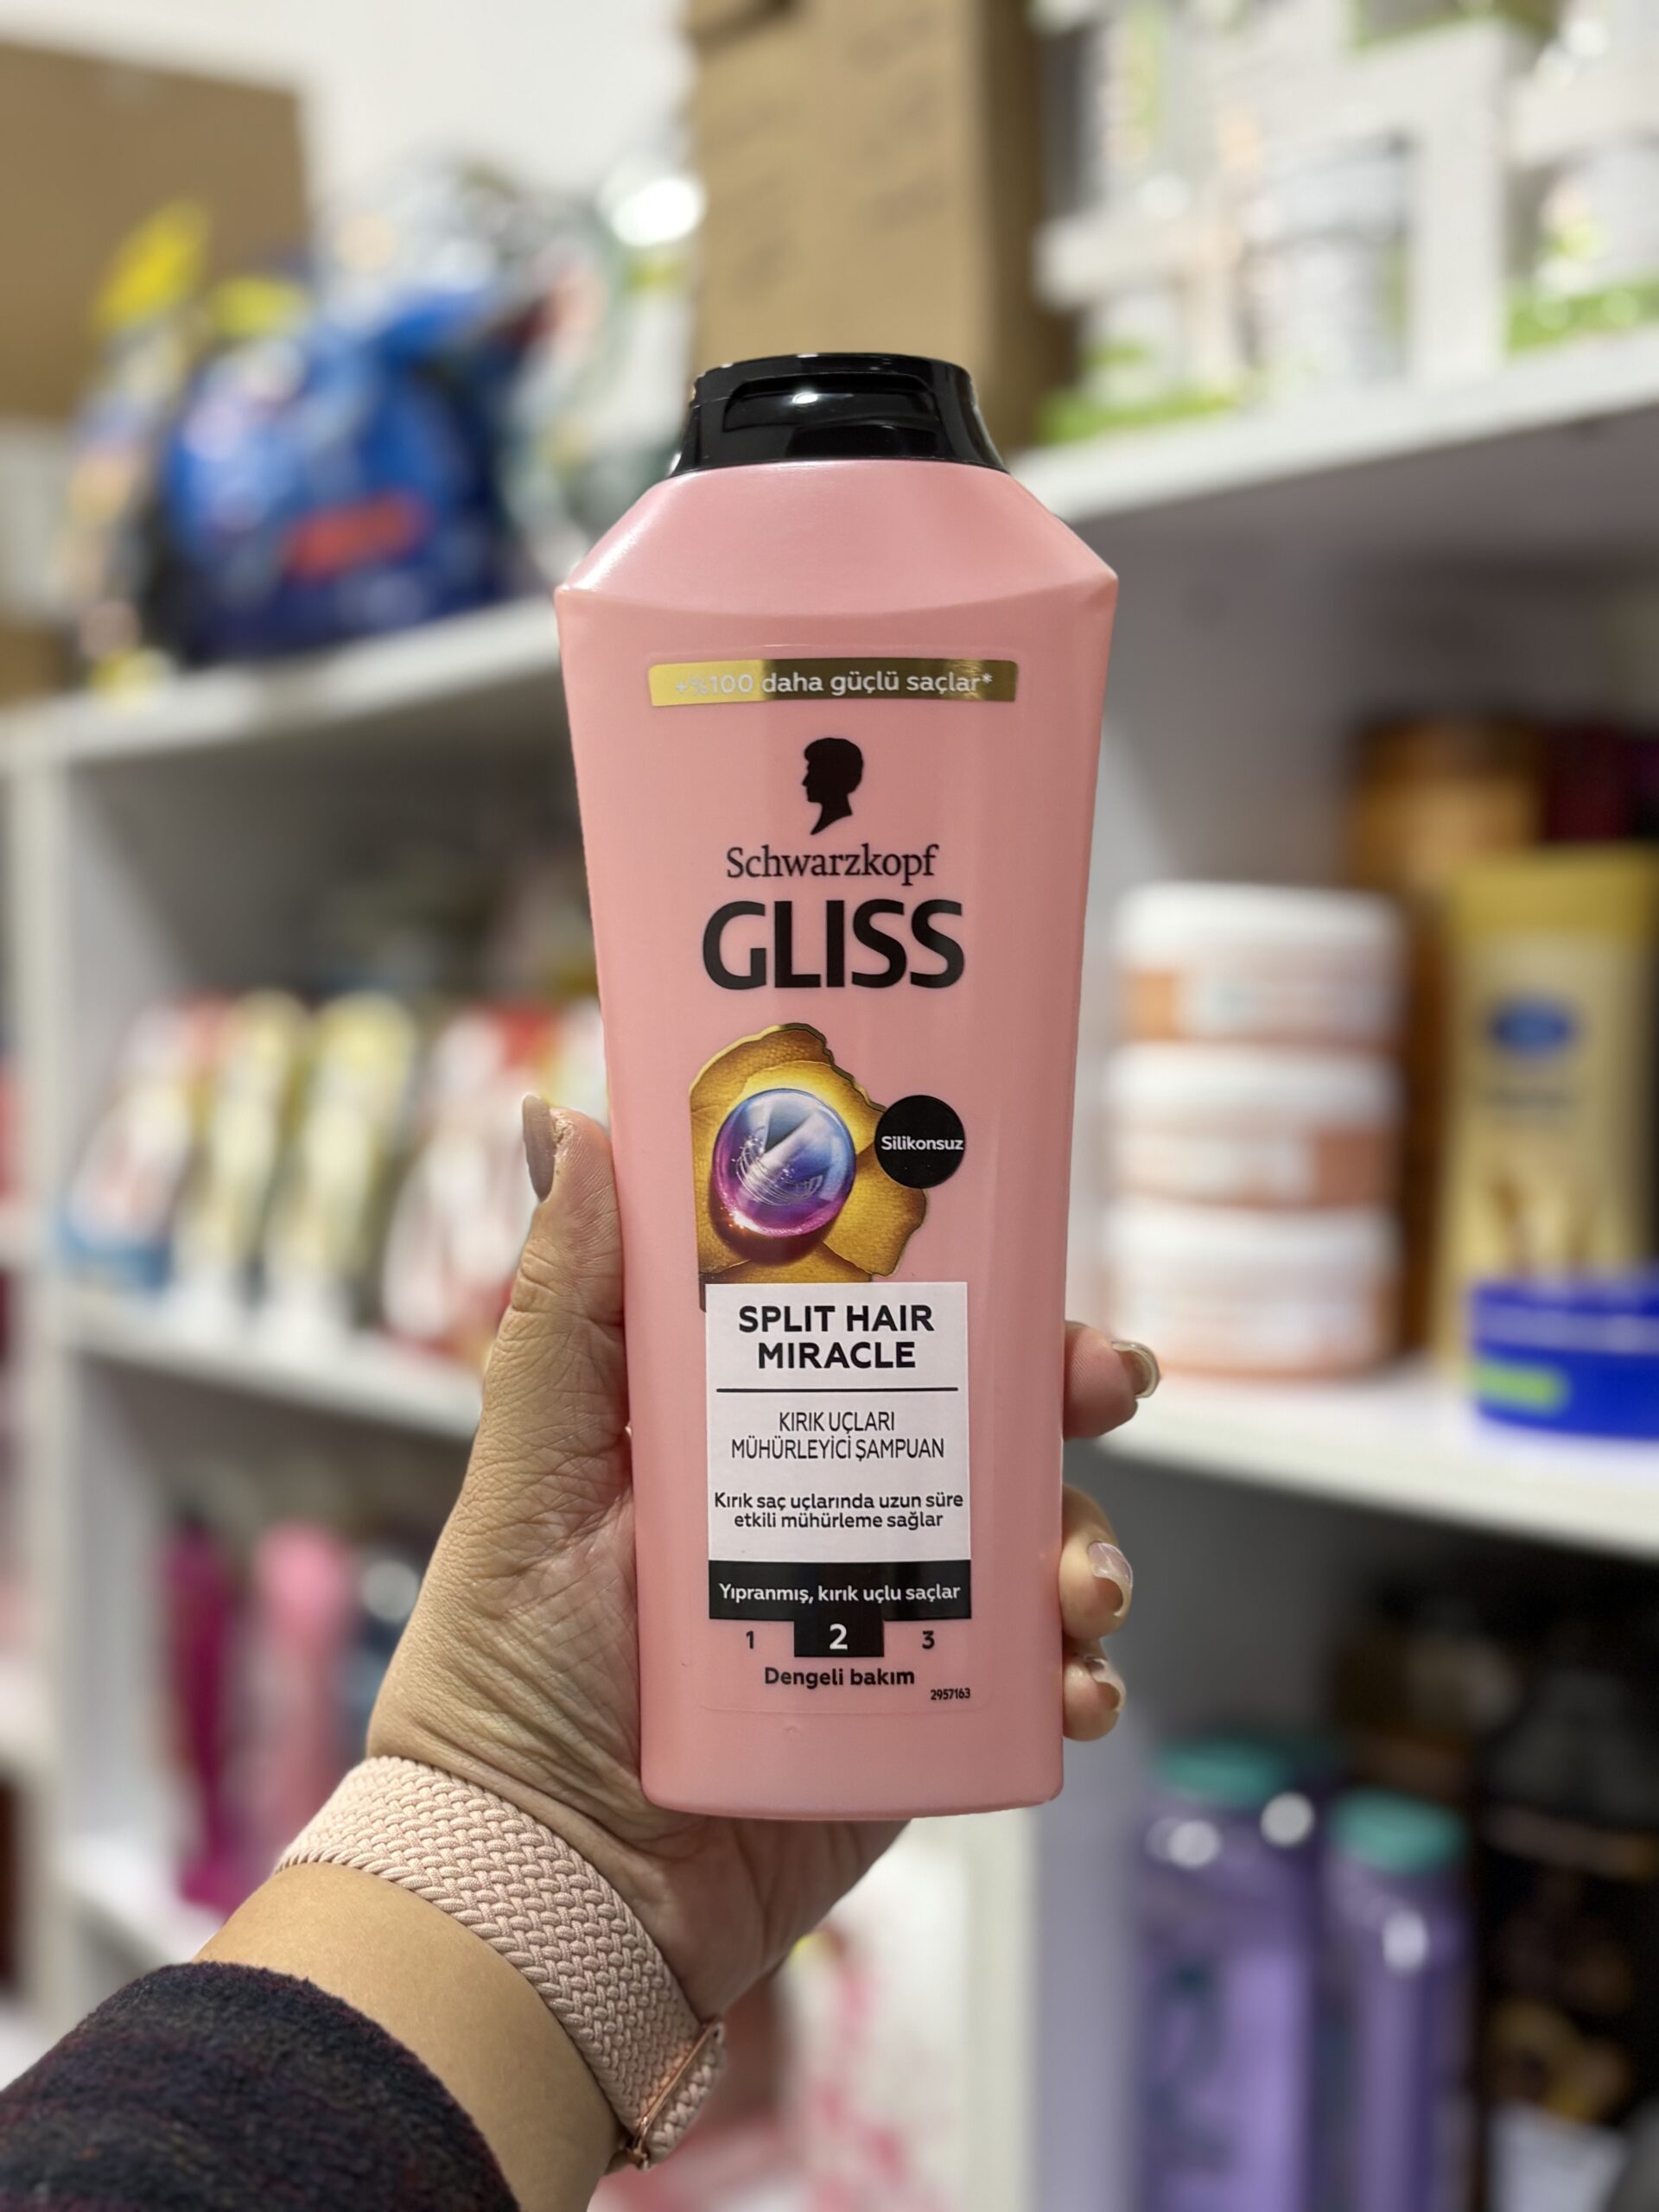 +%100 daha güçlü saçlar*
Schwarzkopf
GLISS
Silikonsuz
SPLIT HAIR
MIRACLE
KIRIK UÇLARI
MÜHÜRLEYİCİ ŞAMPUAN
Kırık saç uçlarında uzun süre
etkili mühürleme sağlar
Yıpranmış, kırık uçlu saçlar
1 2 3
Dengeli bakım
2957163